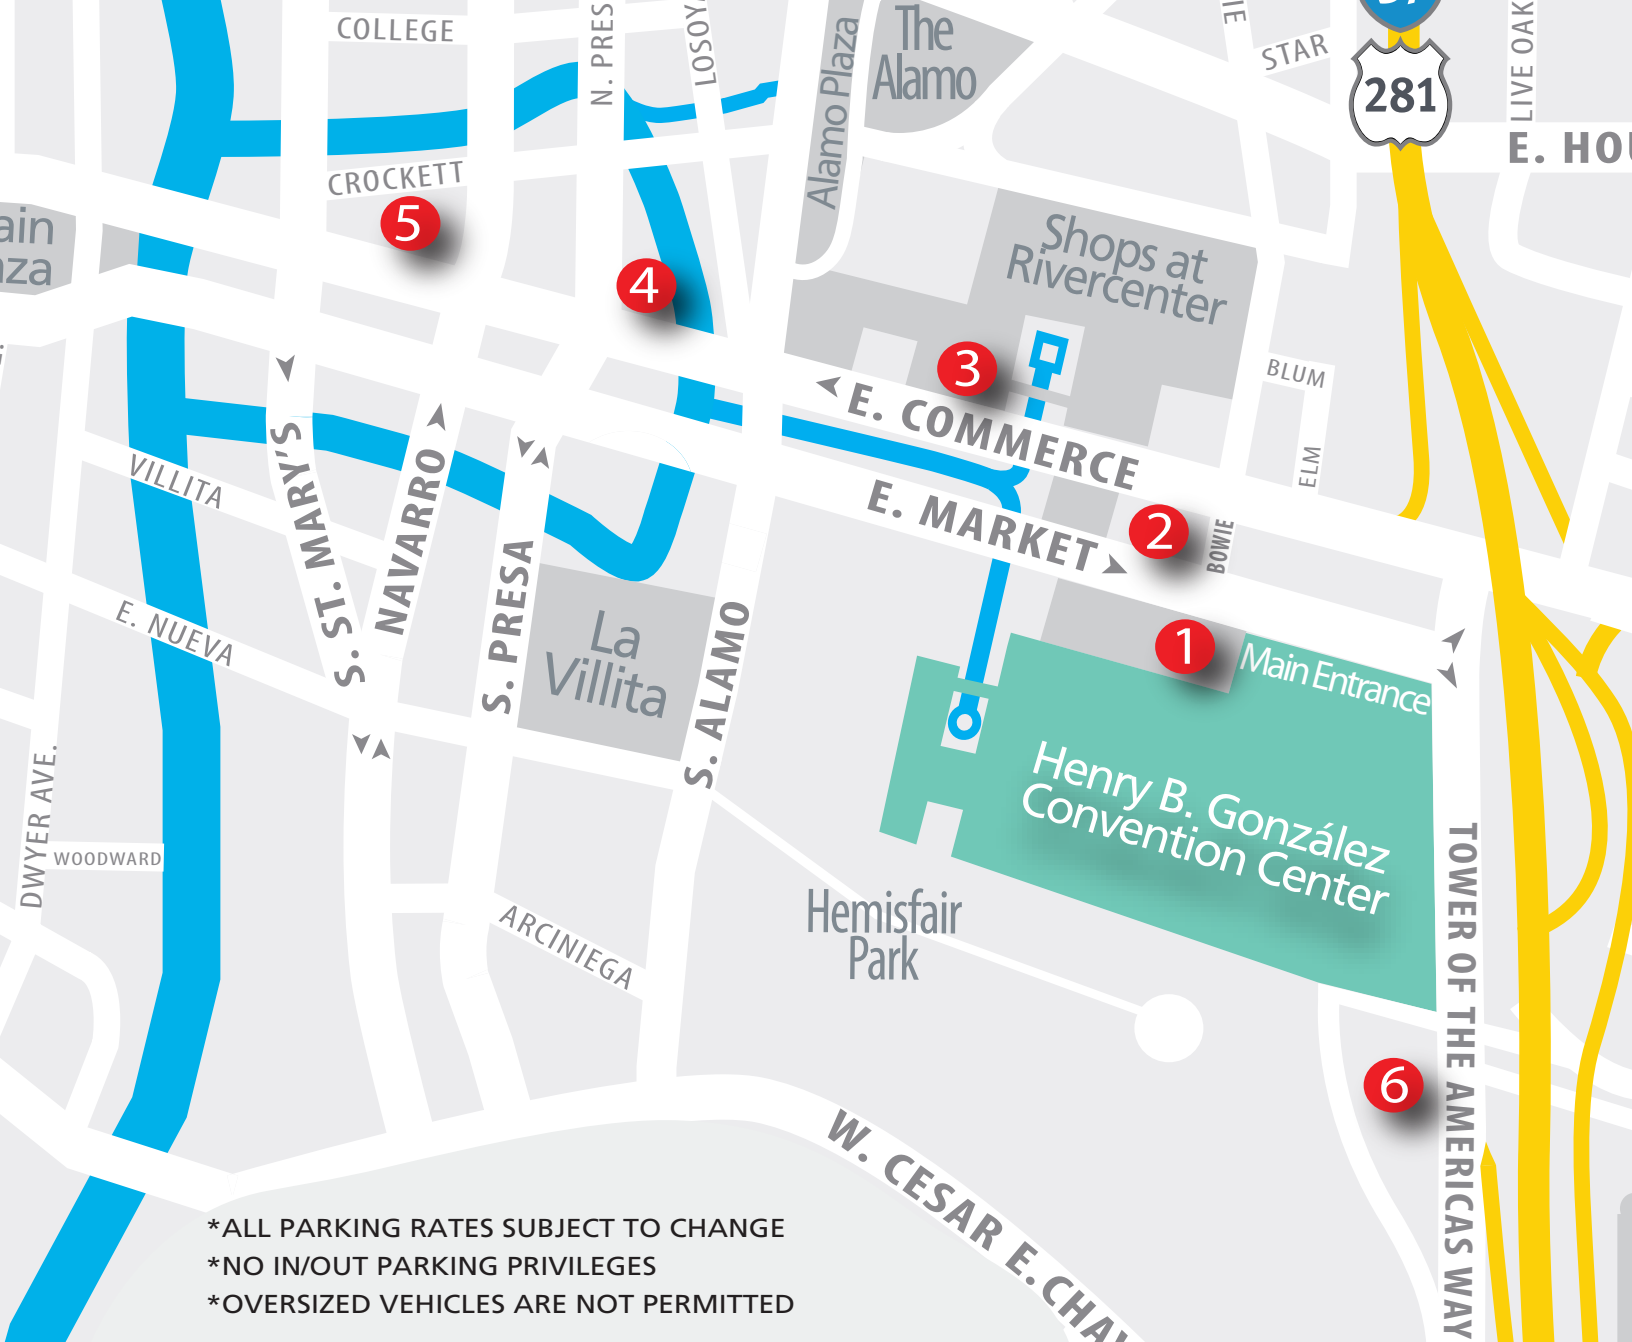 COLLEGE
N. PRES
LOSOY
Alamo Plaza
The
Alamo
STAR
281
LIVE OAK
E. HOU
CROCKETT
5
4
Shops at
Rivercenter
3
BLUM
ELM
E. COMMERCE
E. MARKET
2
BOWIE
VILLITA
S. ST. MARY'S
NAVARRO
S. PRESA
La
Villita
S. ALAMO
E. NUEVA
1
Main Entrance
Henry B. González
Convention Center
DWYER AVE.
WOODWARD
ARCINIEGA
Hemisfair
Park
TOWER OF THE AMERICAS WAY
6
W. CESAR E. CHAV
*ALL PARKING RATES SUBJECT TO CHANGE
*NO IN/OUT PARKING PRIVILEGES
*OVERSIZED VEHICLES ARE NOT PERMITTED